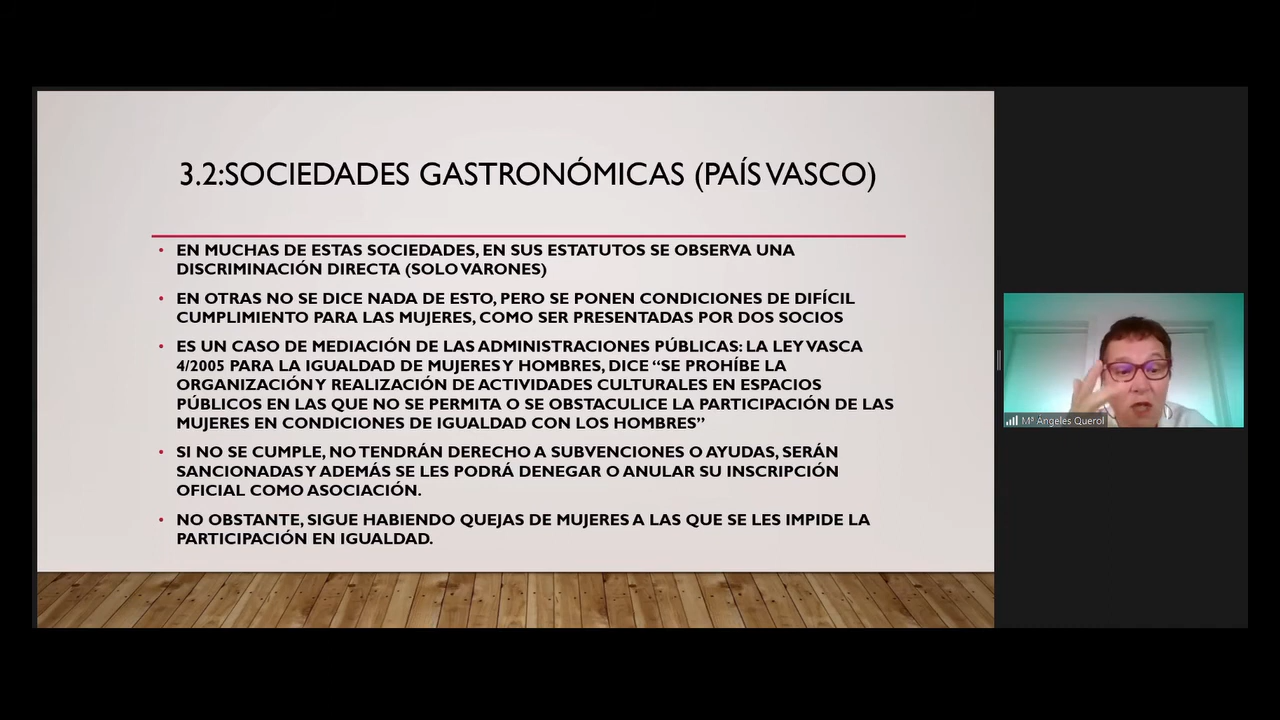 3.2:SOCIEDADES GASTRONÓMICAS (PAÍS VASCO)
• EN MUCHAS DE ESTAS SOCIEDADES, EN SUS ESTATUTOS SE OBSERVA UNA
DISCRIMINACIÓN DIRECTA (SOLO VARONES)
• EN OTRAS NO SE DICE NADA DE ESTO, PERO SE PONEN CONDICIONES DE DIFÍCIL
CUMPLIMIENTO PARA LAS MUJERES, COMO SER PRESENTADAS POR DOS SOCIOS
• ES UN CASO DE MEDIACIÓN DE LAS ADMINISTRACIONES PÚBLICAS: LA LEY VASCA
4/2005 PARA LA IGUALDAD DE MUJERES Y HOMBRES, DICE “SE PROHÍBE LA
ORGANIZACIÓN Y REALIZACIÓN DE ACTIVIDADES CULTURALES EN ESPACIOS
PÚBLICOS EN LAS QUE NO SE PERMITA O SE OBSTACULICE LA PARTICIPACIÓN DE LAS
MUJERES EN CONDICIONES DE IGUALDAD CON LOS HOMBRES”
• SI NO SE CUMPLE, NO TENDRÁN DERECHO A SUBVENCIONES O AYUDAS, SERÁN
SANCIONADAS Y ADEMÁS SE LES PODRÁ DENEGAR O ANULAR SU INSCRIPCIÓN
OFICIAL COMO ASOCIACIÓN.
• NO OBSTANTE, SIGUE HABIENDO QUEJAS DE MUJERES A LAS QUE SE LES IMPIDE LA
PARTICIPACIÓN EN IGUALDAD.
Mª Ángeles Querol